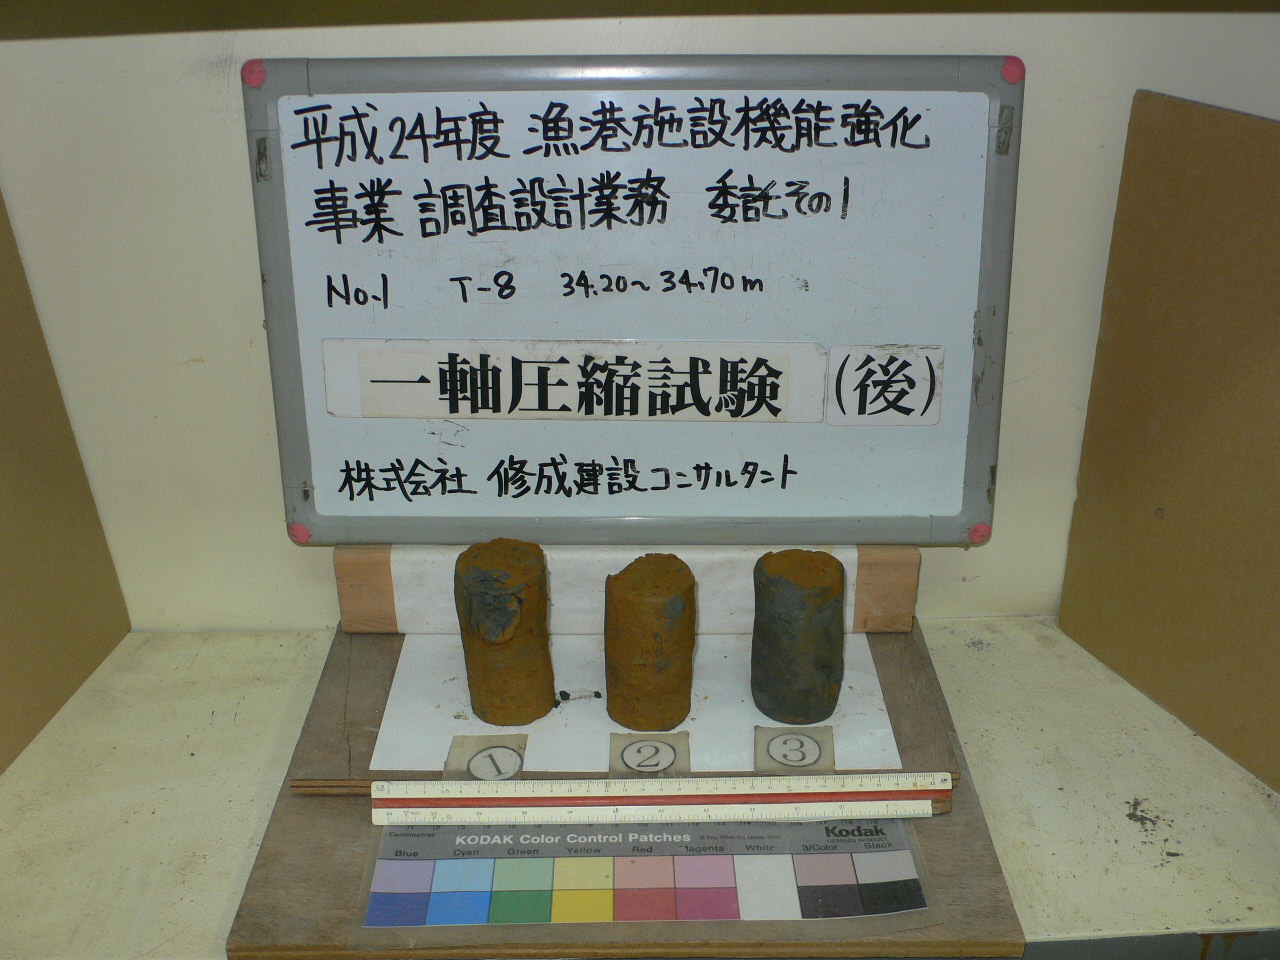 平成24年度 漁港施設機能強化
事業 調査設計業務 委託その1
No.1 T-8 34.20～34.70m
一軸圧縮試験 (後)
株式会社 修成建設コンサルタント
① ② ③
Centimetres
KODAK Color Control Patches
Kodak
LICENSED PRODUCT
Blue Cyan Green Yellow Red Magenta White 3/Color Black